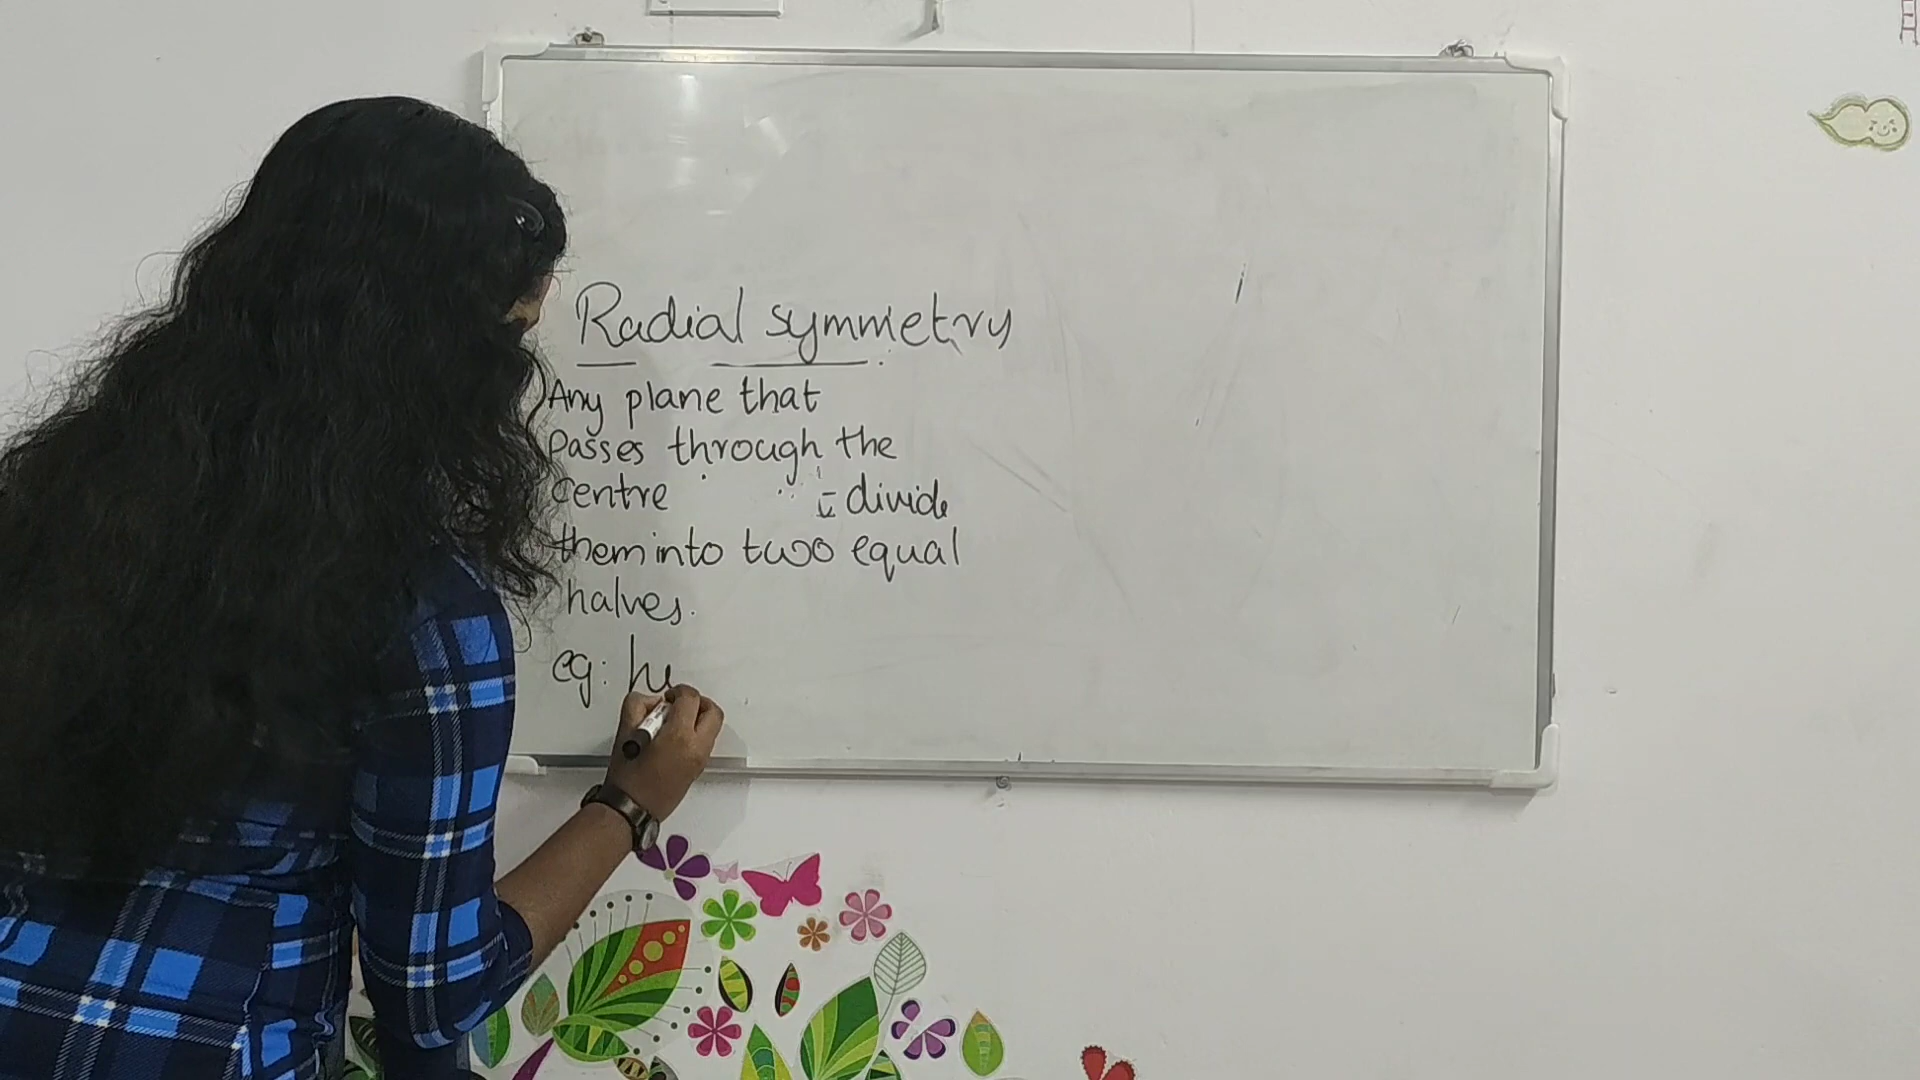 Radial symmetry
Any plane that
passes through the
centre divide
them into two equal
halves.
eg: